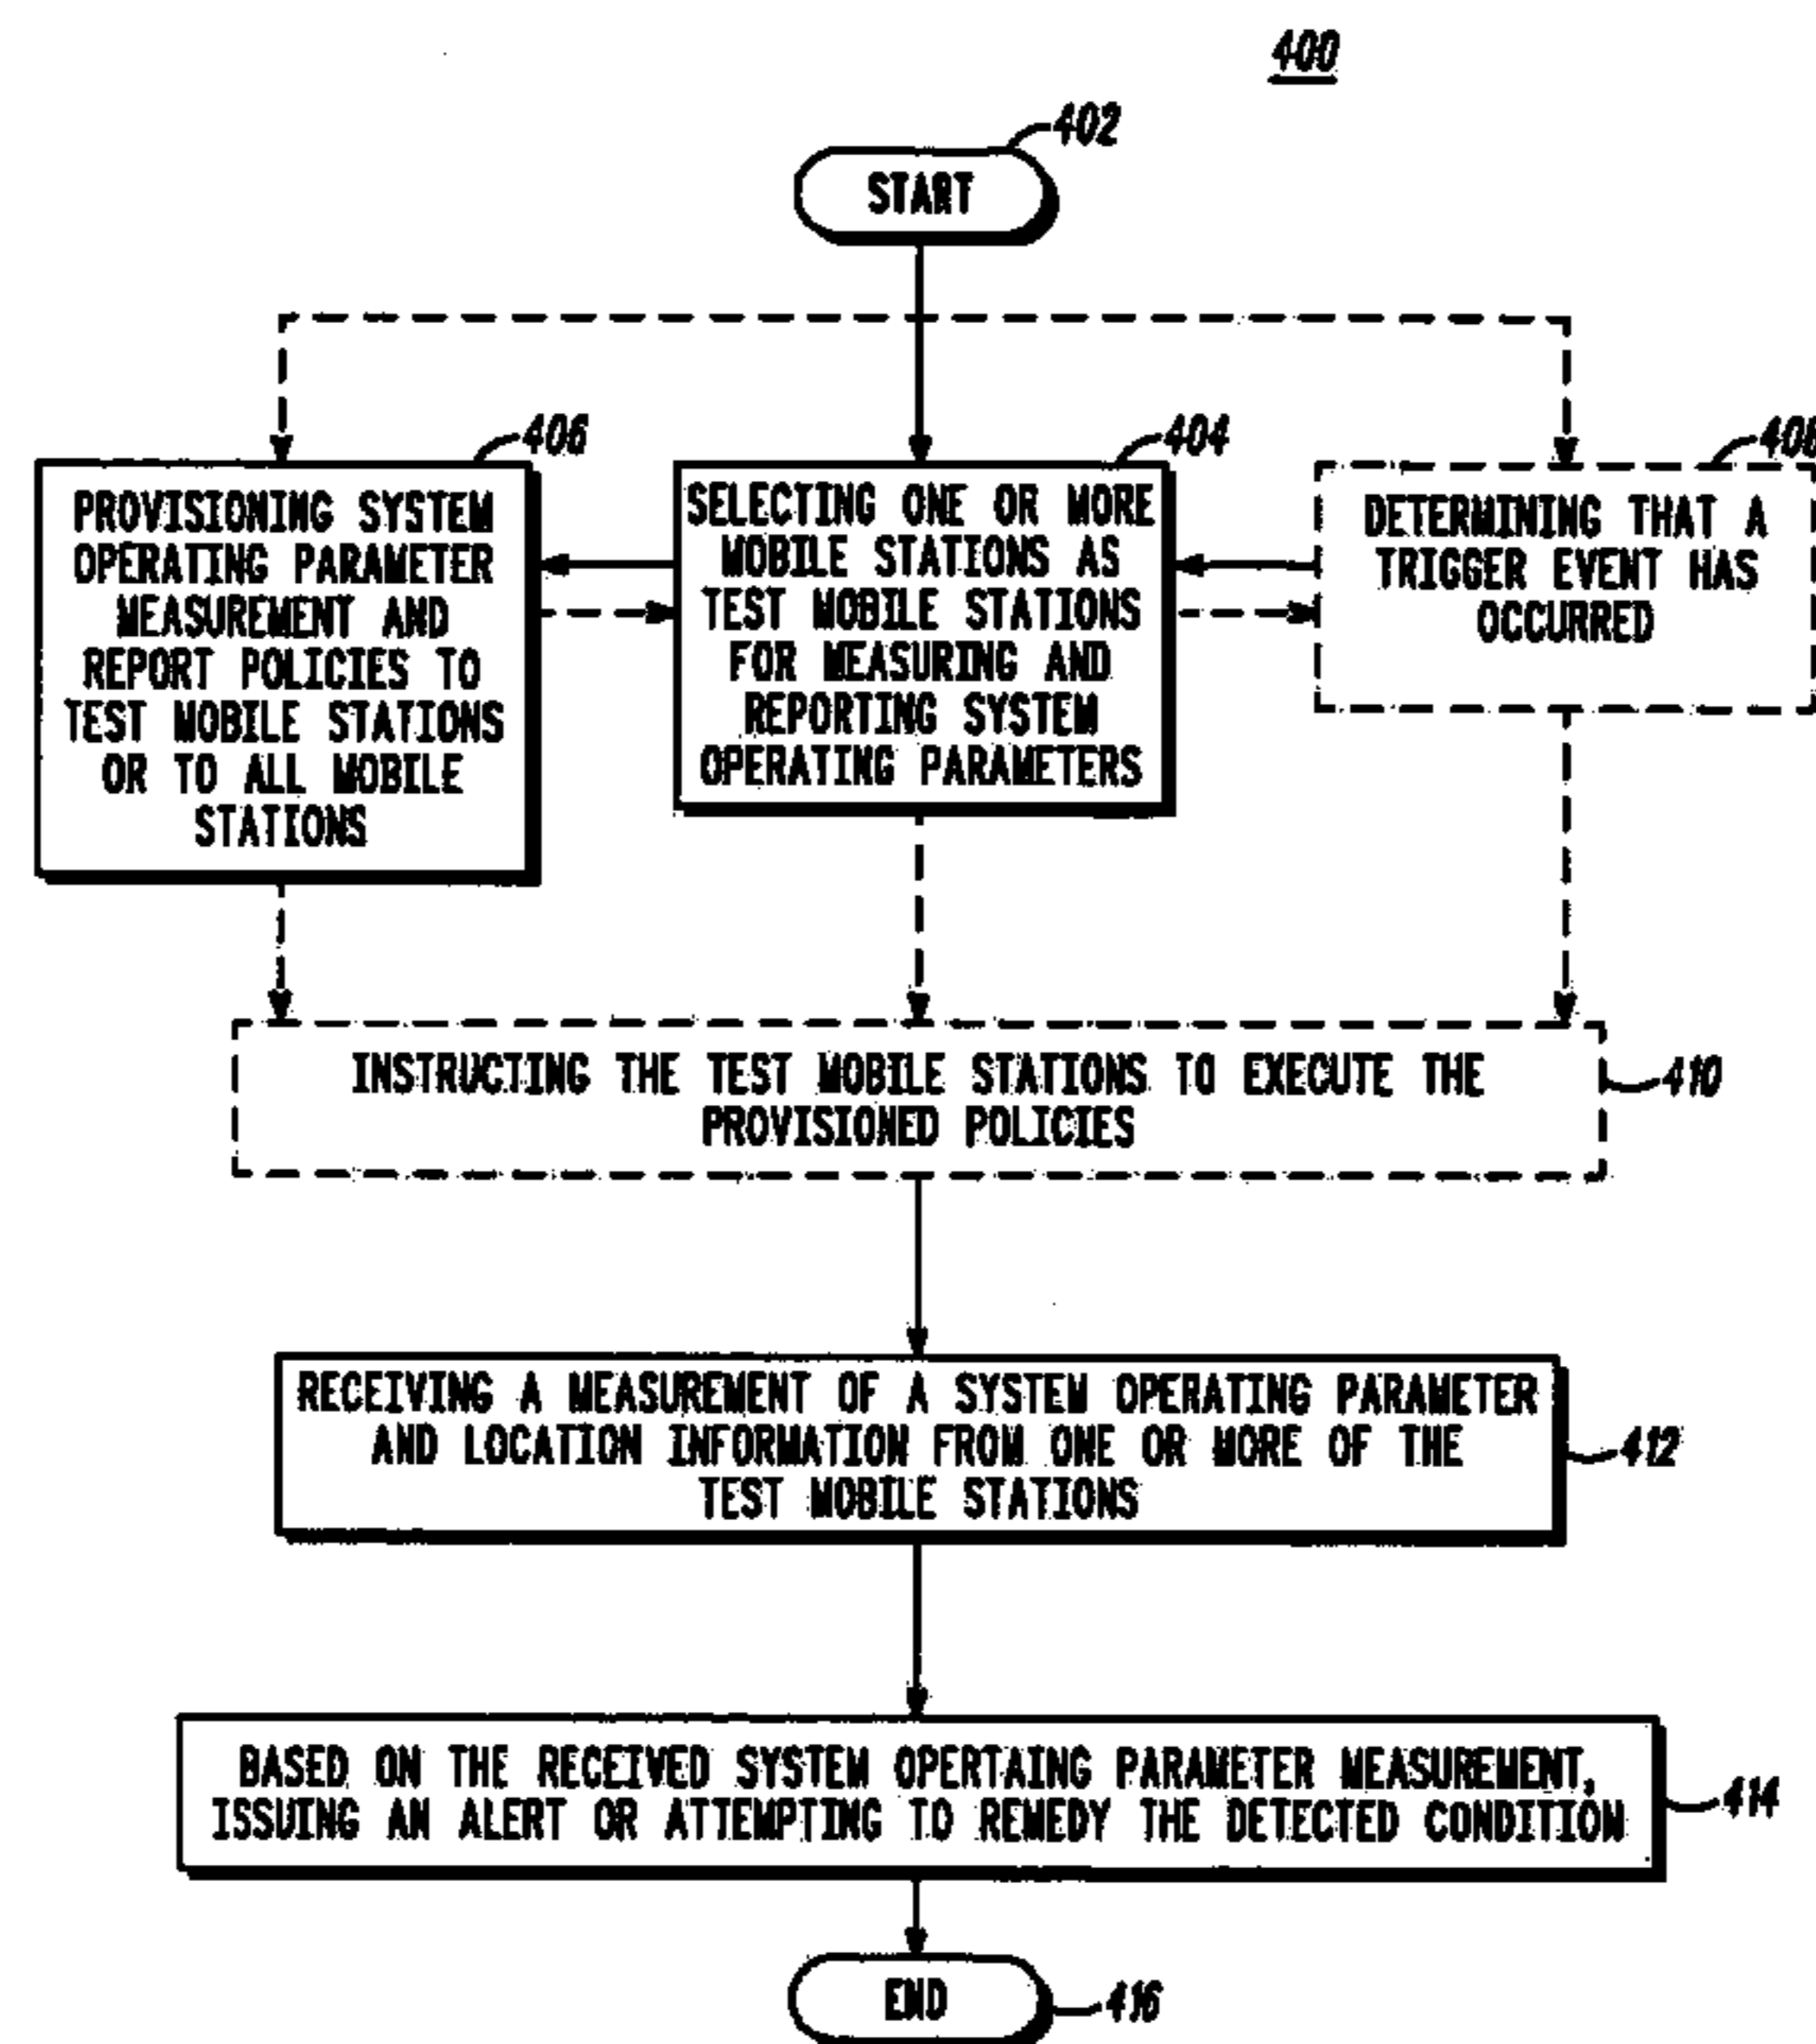 400
402
START
406
PROVISIONING SYSTEM
OPERATING PARAMETER
MEASUREMENT AND
REPORT POLICIES TO
TEST MOBILE STATIONS
OR TO ALL MOBILE
STATIONS
404
SELECTING ONE OR MORE
MOBILE STATIONS AS
TEST MOBILE STATIONS
FOR MEASURING AND
REPORTING SYSTEM
OPERATING PARAMETERS
408
DETERMINING THAT A
TRIGGER EVENT HAS
OCCURRED
INSTRUCTING THE TEST MOBILE STATIONS TO EXECUTE THE
PROVISIONED POLICIES
410
RECEIVING A MEASUREMENT OF A SYSTEM OPERATING PARAMETER
AND LOCATION INFORMATION FROM ONE OR MORE OF THE
TEST MOBILE STATIONS
412
BASED ON THE RECEIVED SYSTEM OPERTAING PARAMETER MEASUREMENT,
ISSUING AN ALERT OR ATTEMPTING TO REMEDY THE DETECTED CONDITION
414
END
416